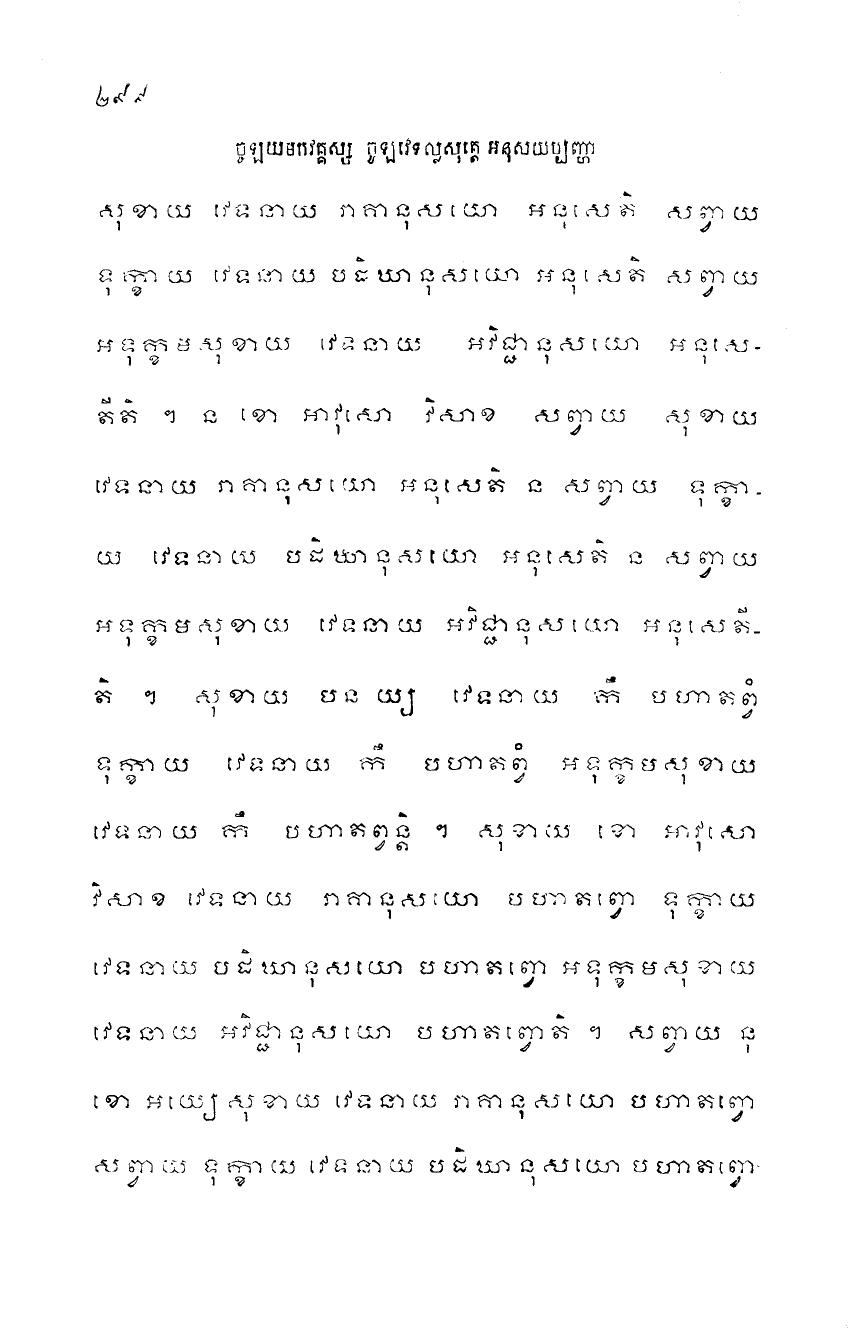 ២៩៩
ចូឡយមកវគ្គស្ស ចូឡវេទល្លសុត្តេ អនុសយប្បញ្ហា
សុខាយ វេទនាយ រាគានុសយោ អនុសេតិ សព្វាយ
ទុក្ខាយ វេទនាយ បដិឃានុសយោ អនុសេតិ សព្វាយ
អទុក្ខមសុខាយ វេទនាយ អវិជ្ជានុសយោ អនុសេ-
តីតិ ។ ន ខោ អាវុសោ វិសាខ សព្វាយ សុខាយ
វេទនាយ រាគានុសយោ អនុសេតិ ន សព្វាយ ទុក្ខា-
យ វេទនាយ បដិឃានុសយោ អនុសេតិ ន សព្វាយ
អទុក្ខមសុខាយ វេទនាយ អវិជ្ជានុសយោ អនុសេតី-
តិ ។ សុខាយ បនយ្យ វេទនាយ កឹ បហាតព្វំ
ទុក្ខាយ វេទនាយ កឹ បហាតព្វំ អទុក្ខមសុខាយ
វេទនាយ កឹ បហាតព្វន្តិ ។ សុខាយ ខោ អាវុសោ
វិសាខ វេទនាយ រាគានុសយោ បហាតព្វោ ទុក្ខាយ
វេទនាយ បដិឃានុសយោ បហាតព្វោ អទុក្ខមសុខាយ
វេទនាយ អវិជ្ជានុសយោ បហាតព្វោតិ ។ សព្វាយ នុ
ខោ អយ្យេ សុខាយ វេទនាយ រាគានុសយោ បហាតព្វោ
សព្វាយ ទុក្ខាយ វេទនាយ បដិឃានុសយោ បហាតព្វោ